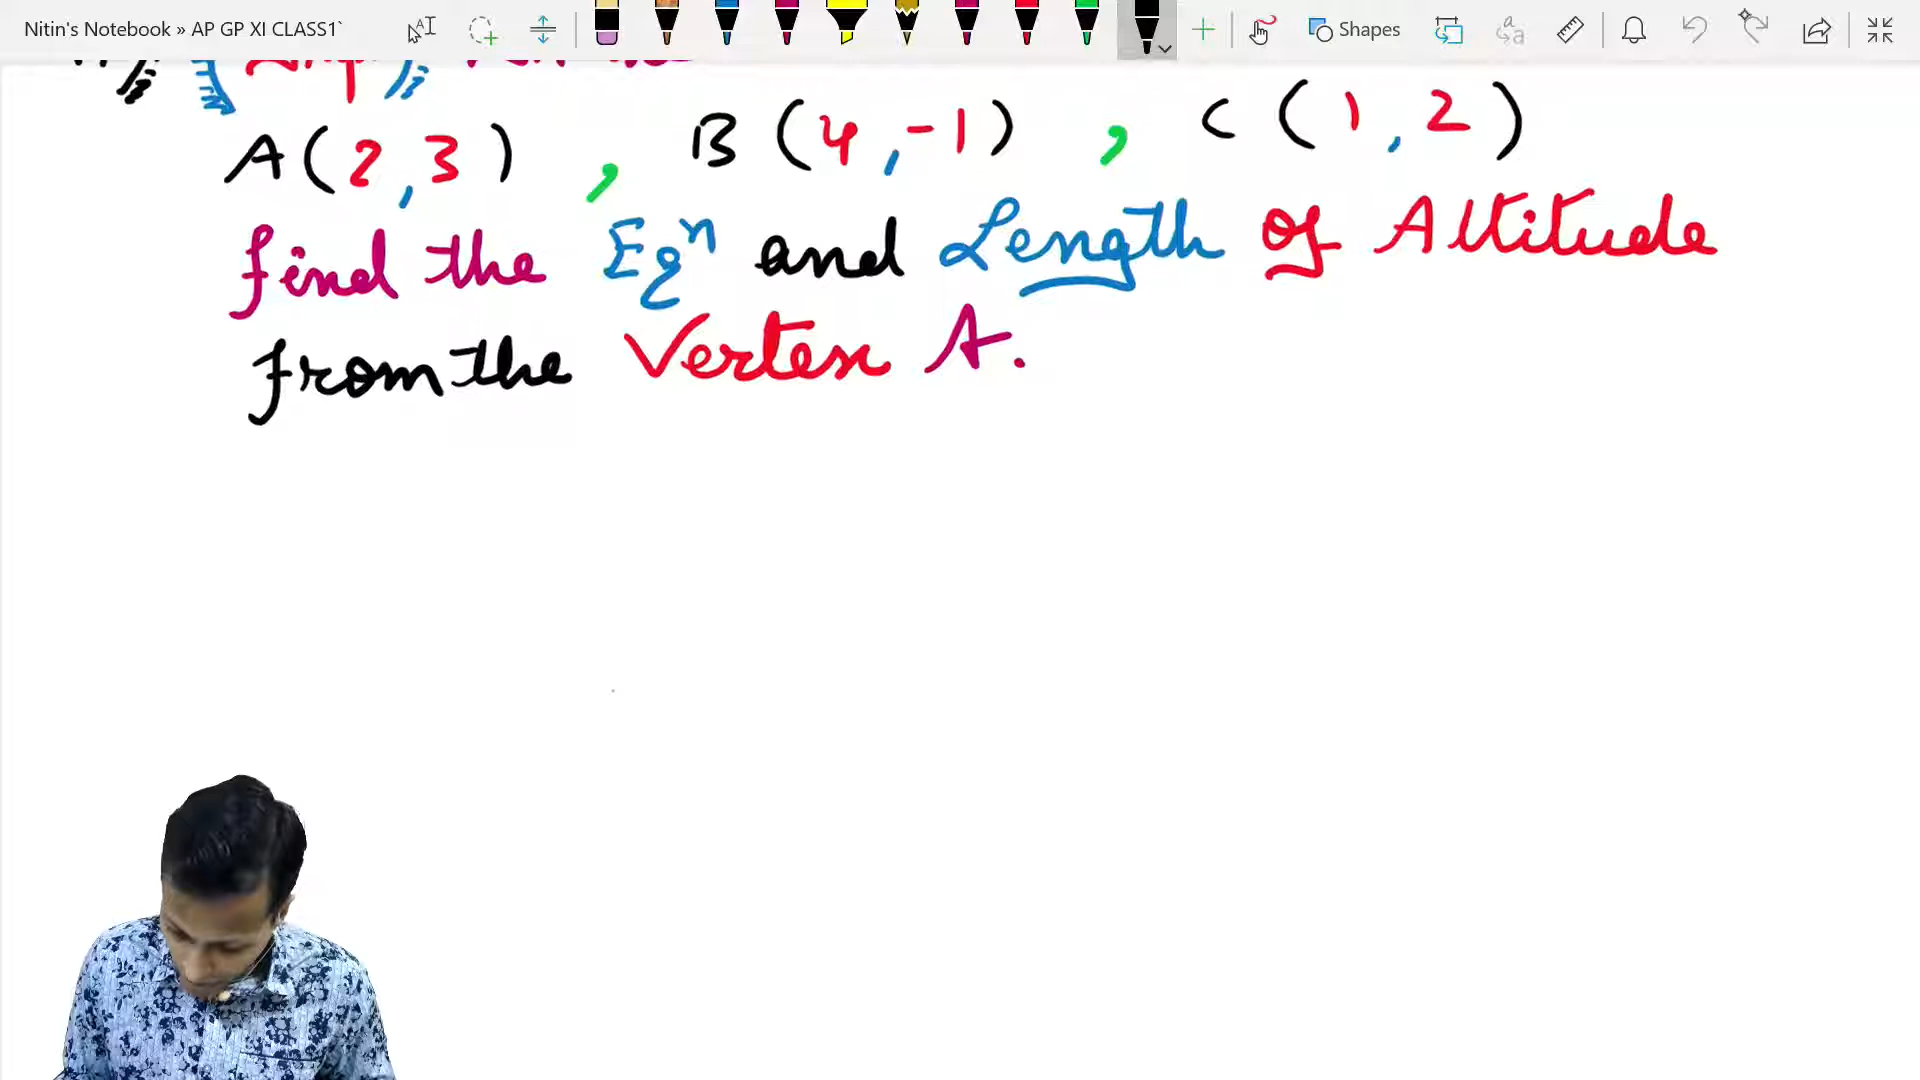 Nitin's Notebook » AP GP XI CLASS1` Shapes
A (2,3) , B (4,-1) , C (1,2)
find the Eqⁿ and Length of Altitude
from the Vertex A.